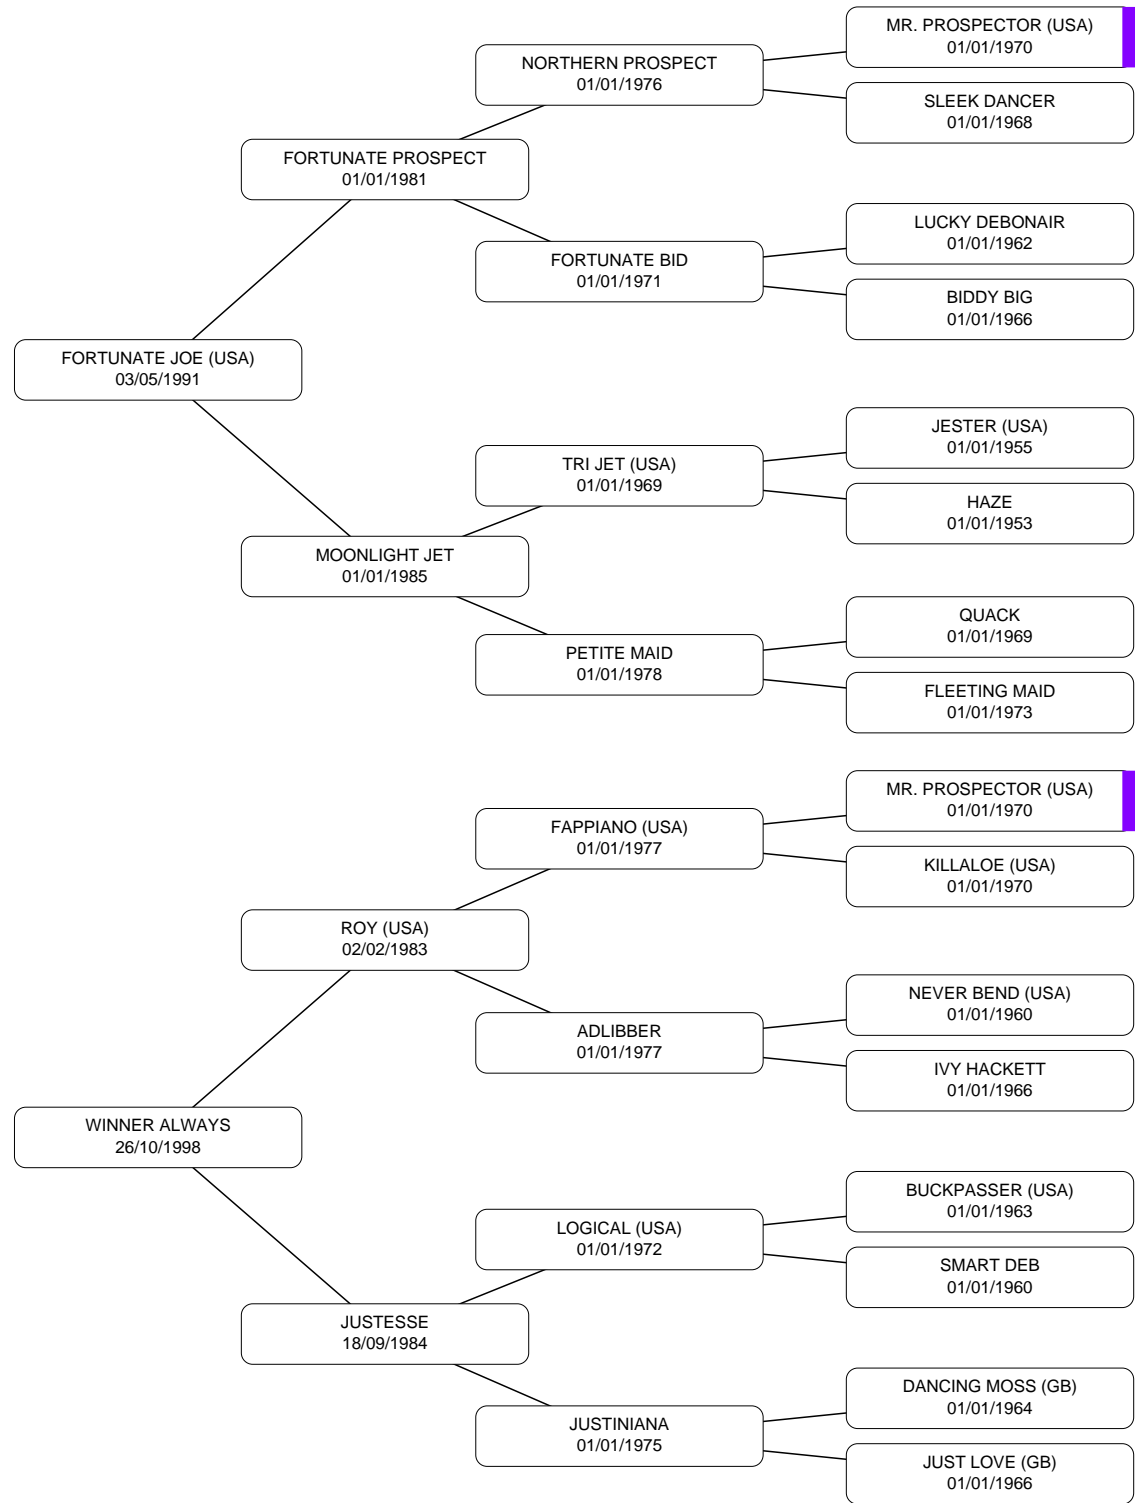 MR. PROSPECTOR (USA)
01/01/1970
NORTHERN PROSPECT
01/01/1976
SLEEK DANCER
01/01/1968
FORTUNATE PROSPECT
01/01/1981
LUCKY DEBONAIR
01/01/1962
FORTUNATE BID
01/01/1971
BIDDY BIG
01/01/1966
FORTUNATE JOE (USA)
03/05/1991
JESTER (USA)
01/01/1955
TRI JET (USA)
01/01/1969
HAZE
01/01/1953
MOONLIGHT JET
01/01/1985
QUACK
01/01/1969
PETITE MAID
01/01/1978
FLEETING MAID
01/01/1973
MR. PROSPECTOR (USA)
01/01/1970
FAPPIANO (USA)
01/01/1977
KILLALOE (USA)
01/01/1970
ROY (USA)
02/02/1983
NEVER BEND (USA)
01/01/1960
ADLIBBER
01/01/1977
IVY HACKETT
01/01/1966
WINNER ALWAYS
26/10/1998
BUCKPASSER (USA)
01/01/1963
LOGICAL (USA)
01/01/1972
SMART DEB
01/01/1960
JUSTESSE
18/09/1984
DANCING MOSS (GB)
01/01/1964
JUSTINIANA
01/01/1975
JUST LOVE (GB)
01/01/1966